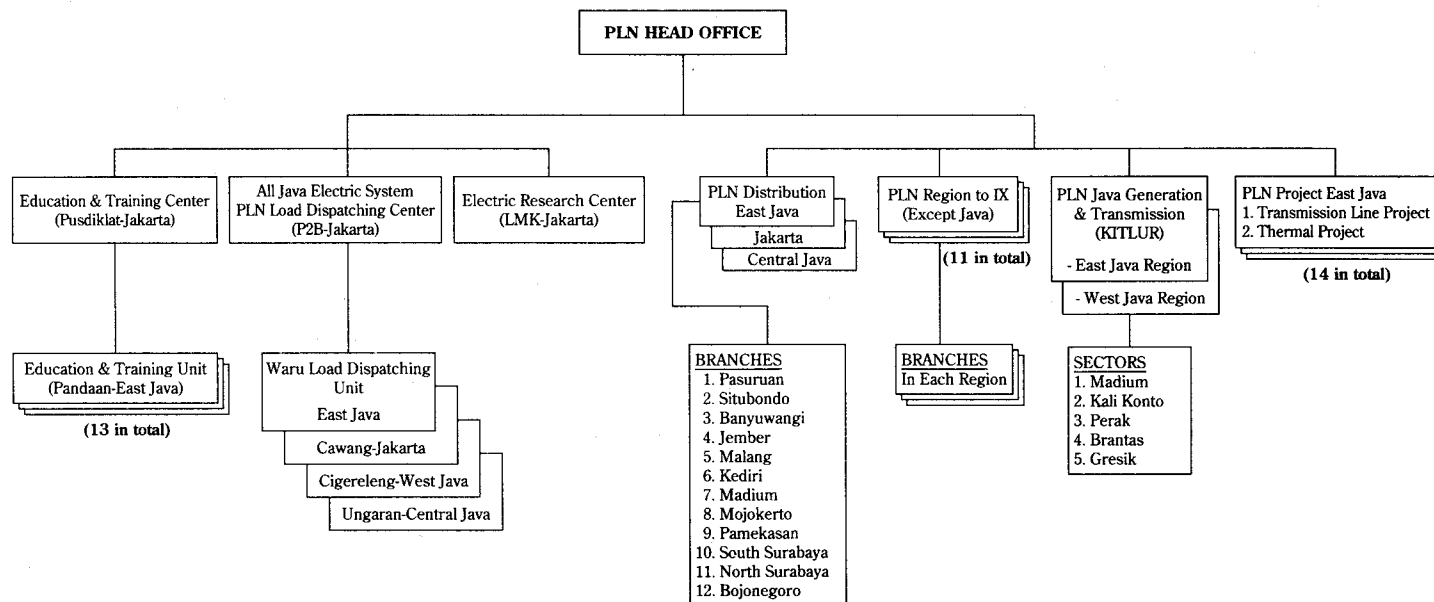 PLN HEAD OFFICE
Education & Training Center
(Pusdiklat-Jakarta)
All Java Electric System
PLN Load Dispatching Center
(P2B-Jakarta)
Electric Research Center
(LMK-Jakarta)
PLN Distribution
East Java
Jakarta
Central Java
PLN Region to IX
(Except Java)
(11 in total)
PLN Java Generation
& Transmission
(KITLUR)
- East Java Region
- West Java Region
PLN Project East Java
1. Transmission Line Project
2. Thermal Project
(14 in total)
Education & Training Unit
(Pandaan-East Java)
(13 in total)
Waru Load Dispatching
Unit
East Java
Cawang-Jakarta
Cigereleng-West Java
Ungaran-Central Java
BRANCHES
1. Pasuruan
2. Situbondo
3. Banyuwangi
4. Jember
5. Malang
6. Kediri
7. Madium
8. Mojokerto
9. Pamekasan
10. South Surabaya
11. North Surabaya
12. Bojonegoro
BRANCHES
In Each Region
SECTORS
1. Madium
2. Kali Konto
3. Perak
4. Brantas
5. Gresik